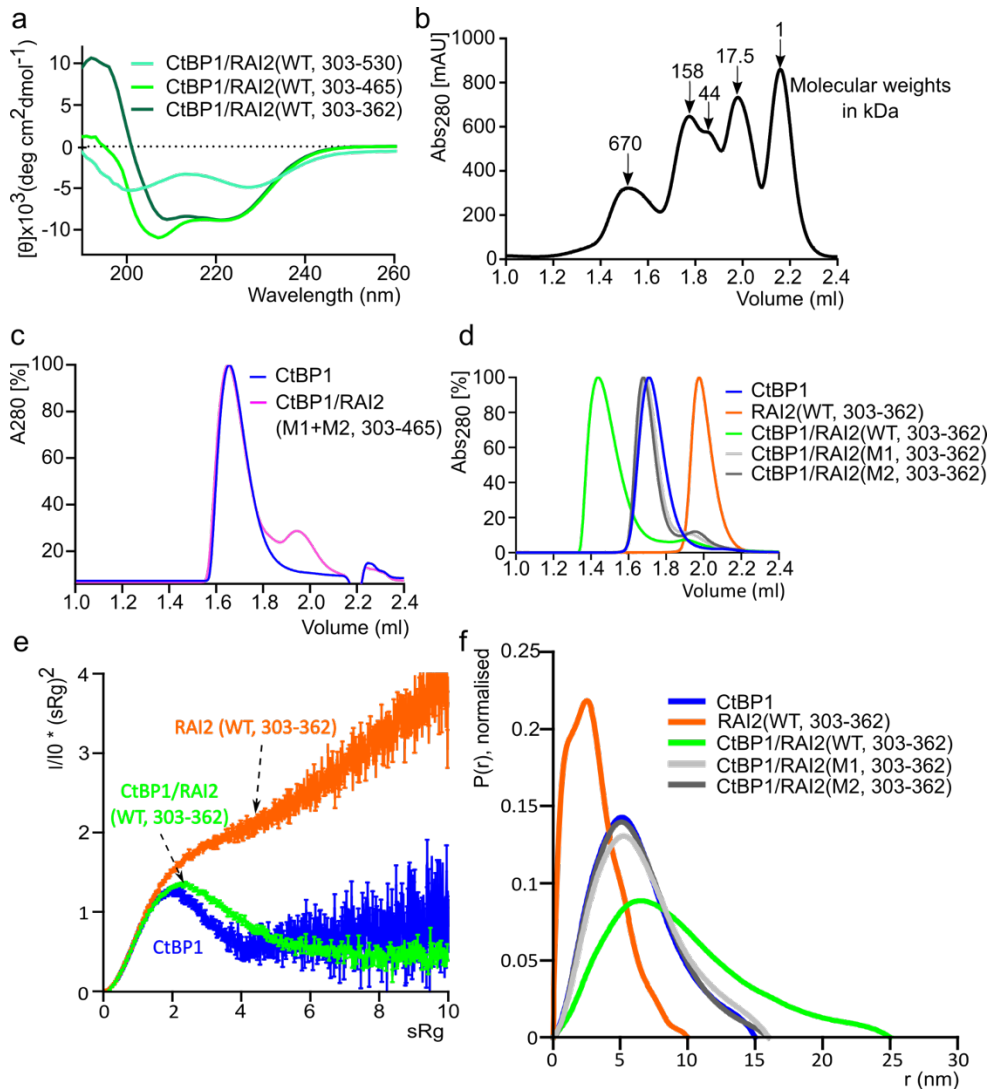 a
[θ]x10³(deg cm²dmol⁻¹)
10
5
0
-5
-10
200
220
240
260
Wavelength (nm)
CtBP1/RAI2(WT, 303-530)
CtBP1/RAI2(WT, 303-465)
CtBP1/RAI2(WT, 303-362)
b
Abs₂₈₀ [mAU]
1000
800
600
400
200
0
1.0 1.2 1.4 1.6 1.8 2.0 2.2 2.4
Volume (ml)
670
158
44
17.5
1
Molecular weights
in kDa
c
A280 [%]
100
80
60
40
20
1.0 1.2 1.4 1.6 1.8 2.0 2.2 2.4
Volume (ml)
CtBP1
CtBP1/RAI2
(M1+M2, 303-465)
d
Abs₂₈₀ [%]
100
80
60
40
20
0
1.0 1.2 1.4 1.6 1.8 2.0 2.2 2.4
Volume (ml)
CtBP1
RAI2(WT, 303-362)
CtBP1/RAI2(WT, 303-362)
CtBP1/RAI2(M1, 303-362)
CtBP1/RAI2(M2, 303-362)
e
I/I0 * (sRg)²
4
3
2
1
0
0 2 4 6 8 10
sRg
RAI2 (WT, 303-362)
CtBP1/RAI2
(WT, 303-362)
CtBP1
f
P(r), normalised
0.25
0.20
0.15
0.10
0.05
0
0 5 10 15 20 25 30
r (nm)
CtBP1
RAI2(WT, 303-362)
CtBP1/RAI2(WT, 303-362)
CtBP1/RAI2(M1, 303-362)
CtBP1/RAI2(M2, 303-362)